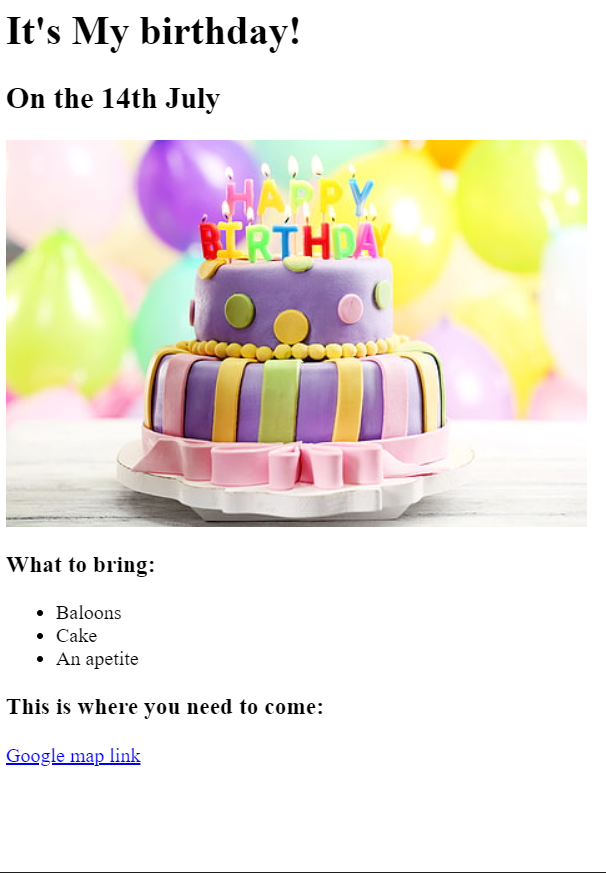 It's My birthday!
On the 14th July
HAPPY
BIRTHDAY
What to bring:
Baloons
Cake
An apetite
This is where you need to come:
Google map link